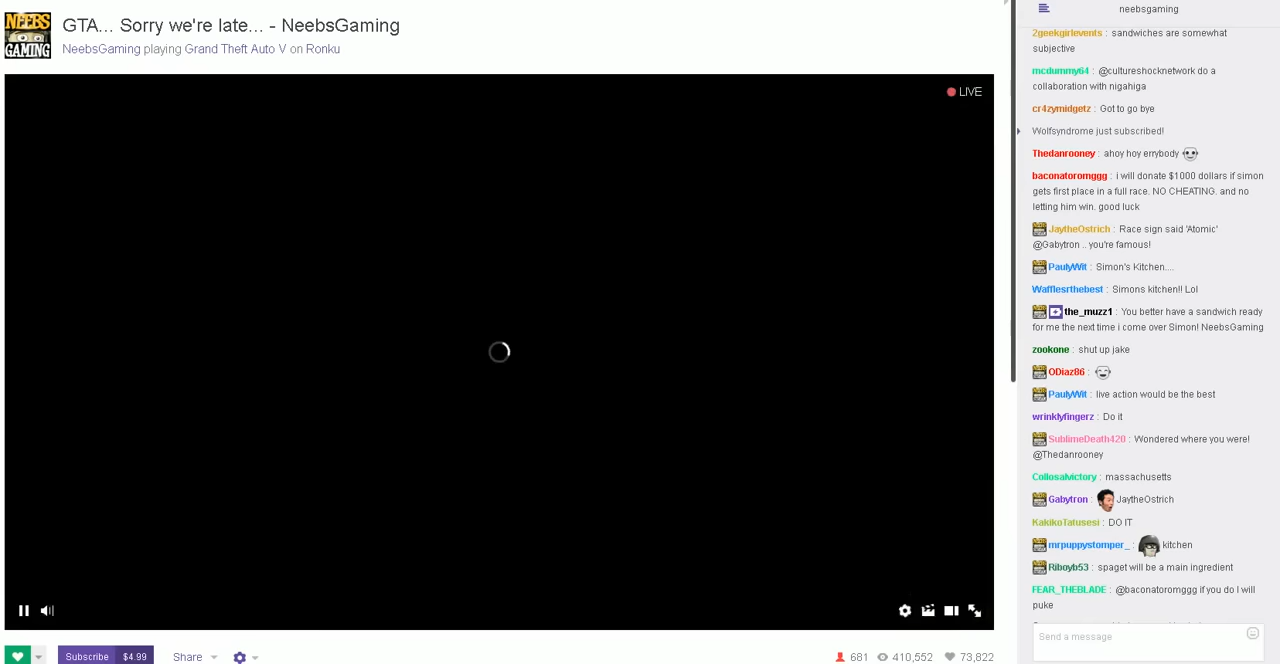 NEEBS
GAMING
GTA... Sorry we're late... - NeebsGaming
NeebsGaming playing Grand Theft Auto V on Ronku
LIVE
Subscribe $4.99
Share
681 410,552 73,822
neebsgaming
2geekgirlevents : sandwiches are somewhat
subjective
mcdummy64 : @cultureshocknetwork do a
collaboration with nigahiga
cr4zymidgetz : Got to go bye
Wolfsyndrome just subscribed!
Thedanrooney : ahoy hoy errybody
baconatoromggg : i will donate $1000 dollars if simon
gets first place in a full race. NO CHEATING. and no
letting him win. good luck
JaytheOstrich : Race sign said 'Atomic'
@Gabytron .. you're famous!
PaulyWit : Simon's Kitchen....
Wafflesrthebest : Simons kitchen!! Lol
the_muzz1 : You better have a sandwich ready
for me the next time i come over Simon! NeebsGaming
zookone : shut up jake
ODiaz86 :
PaulyWit : live action would be the best
wrinklyfingerz : Do it
SublimeDeath420 : Wondered where you were!
@Thedanrooney
Collosalvictory : massachusetts
Gabytron : JaytheOstrich
KakikoTatusesi : DO IT
mrpuppystomper_ : kitchen
Riboyb53 : spaget will be a main ingredient
FEAR_THEBLADE : @baconatoromggg if you do I will
puke
Send a message